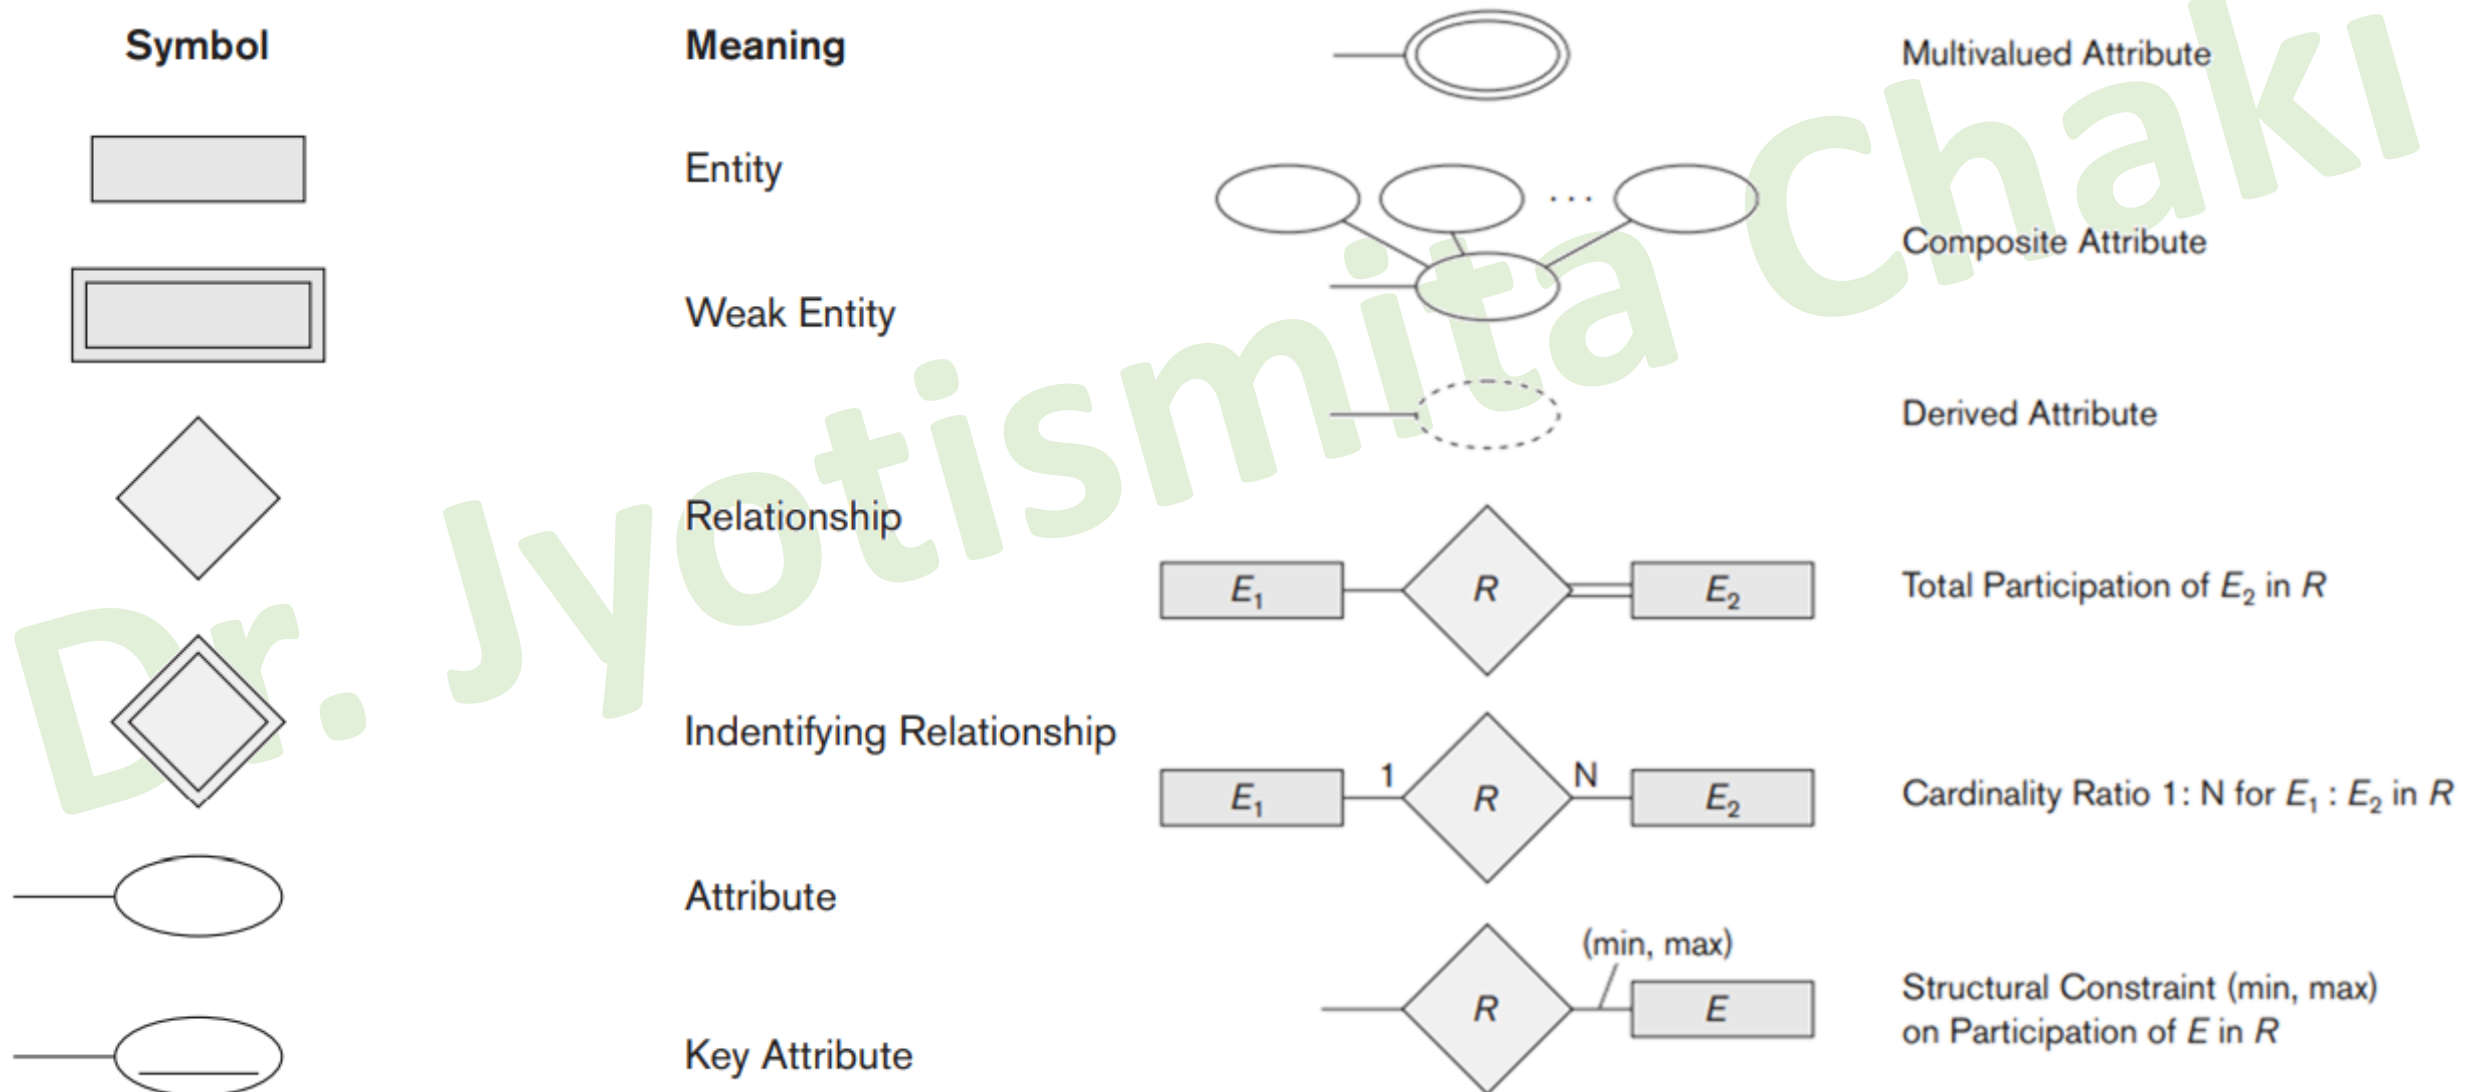 Symbol
Meaning
Entity
Weak Entity
Relationship
Indentifying Relationship
Attribute
Key Attribute
Multivalued Attribute
...
Composite Attribute
Derived Attribute
E₁ R E₂
Total Participation of E₂ in R
E₁ 1 R N E₂
Cardinality Ratio 1: N for E₁ : E₂ in R
(min, max)
R E
Structural Constraint (min, max)
on Participation of E in R
Dr. Jyotismita Chaki